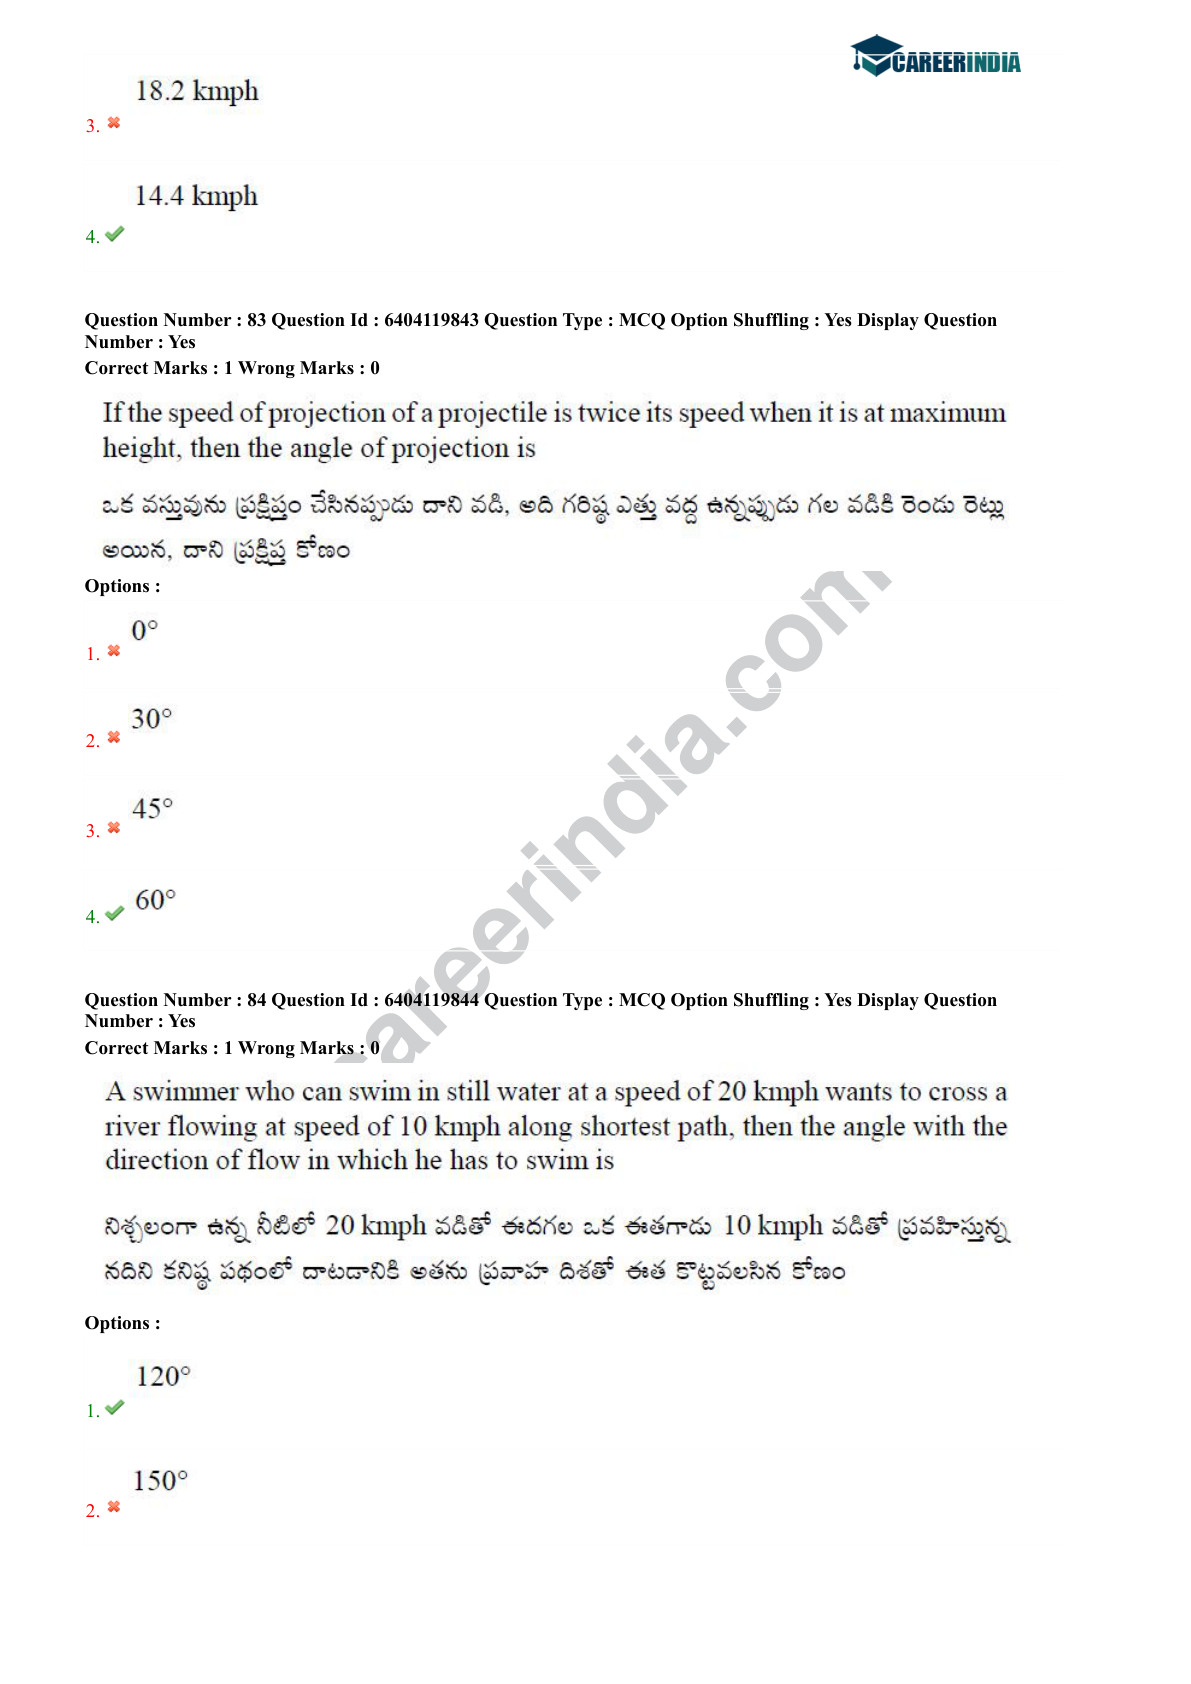 CAREERINDIA
18.2 kmph
3.
14.4 kmph
4.
Question Number : 83 Question Id : 6404119843 Question Type : MCQ Option Shuffling : Yes Display Question
Number : Yes
Correct Marks : 1 Wrong Marks : 0
If the speed of projection of a projectile is twice its speed when it is at maximum
height, then the angle of projection is
ఒక వస్తువును ప్రక్షిప్తం చేసినప్పుడు దాని వడి, అది గరిష్ఠ ఎత్తు వద్ద ఉన్నప్పుడు గల వడికి రెండు రెట్లు
అయిన, దాని ప్రక్షిప్త కోణం
Options :
0°
1.
30°
2.
45°
3.
60°
4.
careerindia.com
Question Number : 84 Question Id : 6404119844 Question Type : MCQ Option Shuffling : Yes Display Question
Number : Yes
Correct Marks : 1 Wrong Marks : 0
A swimmer who can swim in still water at a speed of 20 kmph wants to cross a
river flowing at speed of 10 kmph along shortest path, then the angle with the
direction of flow in which he has to swim is
నిశ్చలంగా ఉన్న నీటిలో 20 kmph వడితో ఈదగల ఒక ఈతగాడు 10 kmph వడితో ప్రవహిస్తున్న
నదిని కనిష్ఠ పథంలో దాటడానికి అతను ప్రవాహ దిశతో ఈత కొట్టవలసిన కోణం
Options :
120°
1.
150°
2.